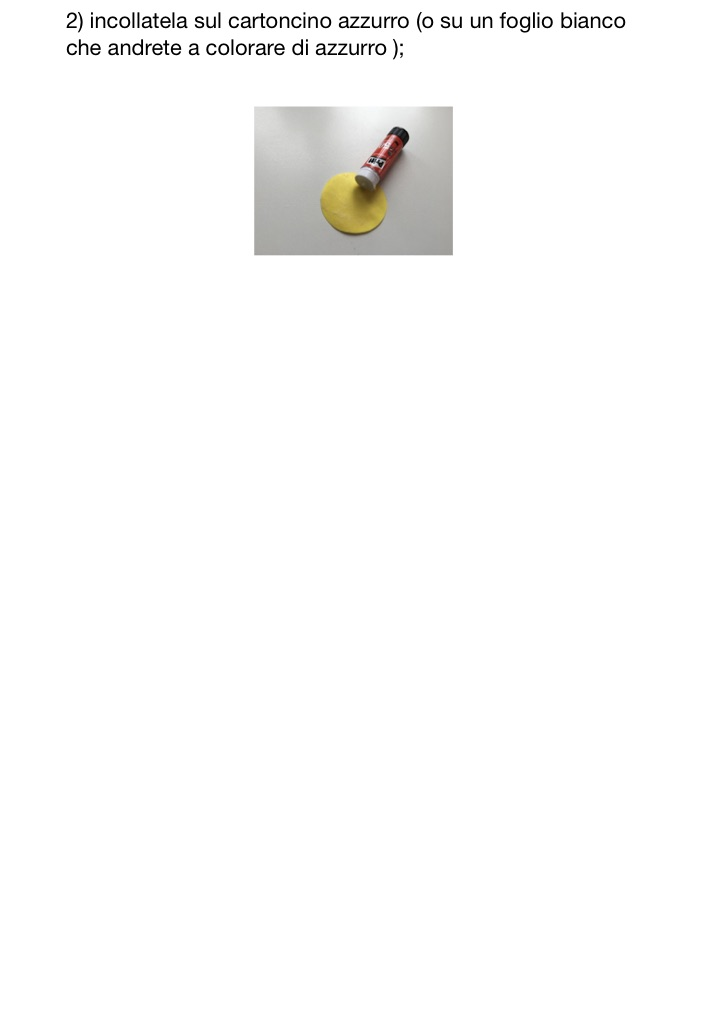 2) incollatela sul cartoncino azzurro (o su un foglio bianco
che andrete a colorare di azzurro );